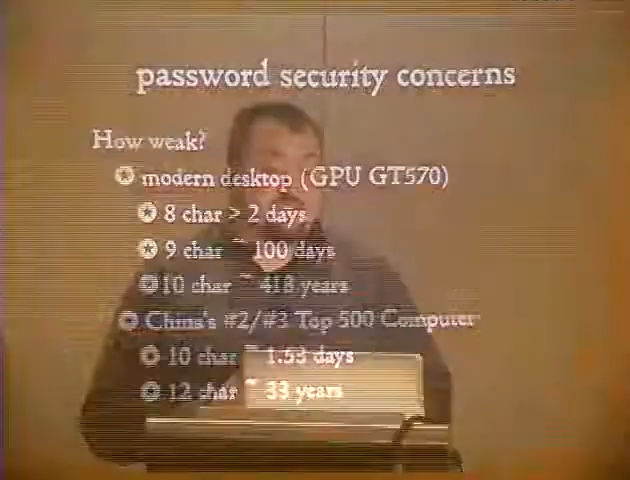 password security concerns
How weak?
modern desktop (GPU GT570)
8 char > 2 days
9 char ~ 100 days
10 char ~ 418 years
China's #2/#3 Top 500 Computer
10 char ~ 1.53 days
12 char ~ 33 years